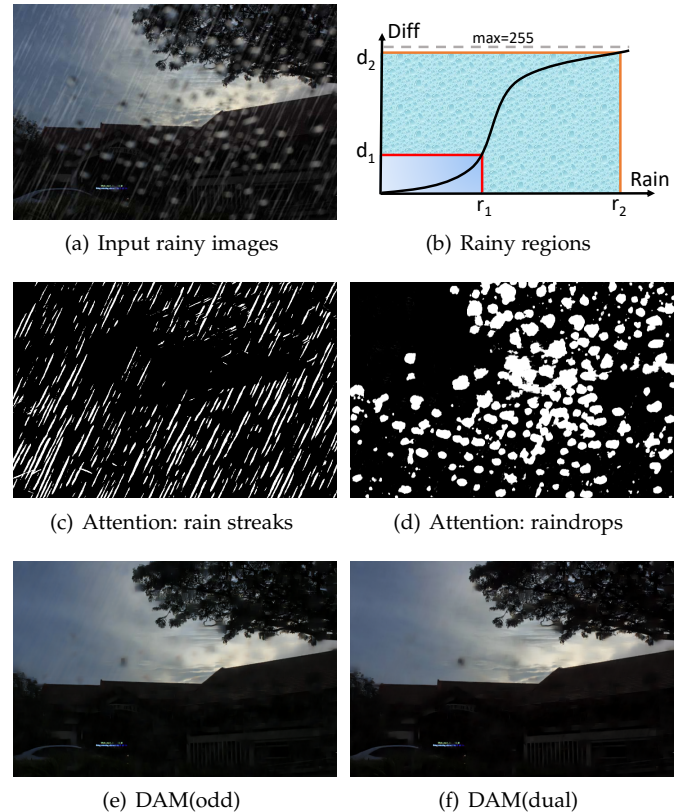 Diff
max=255
d2
d1
Rain
r1
r2
(a) Input rainy images
(b) Rainy regions
(c) Attention: rain streaks
(d) Attention: raindrops
(e) DAM(odd)
(f) DAM(dual)